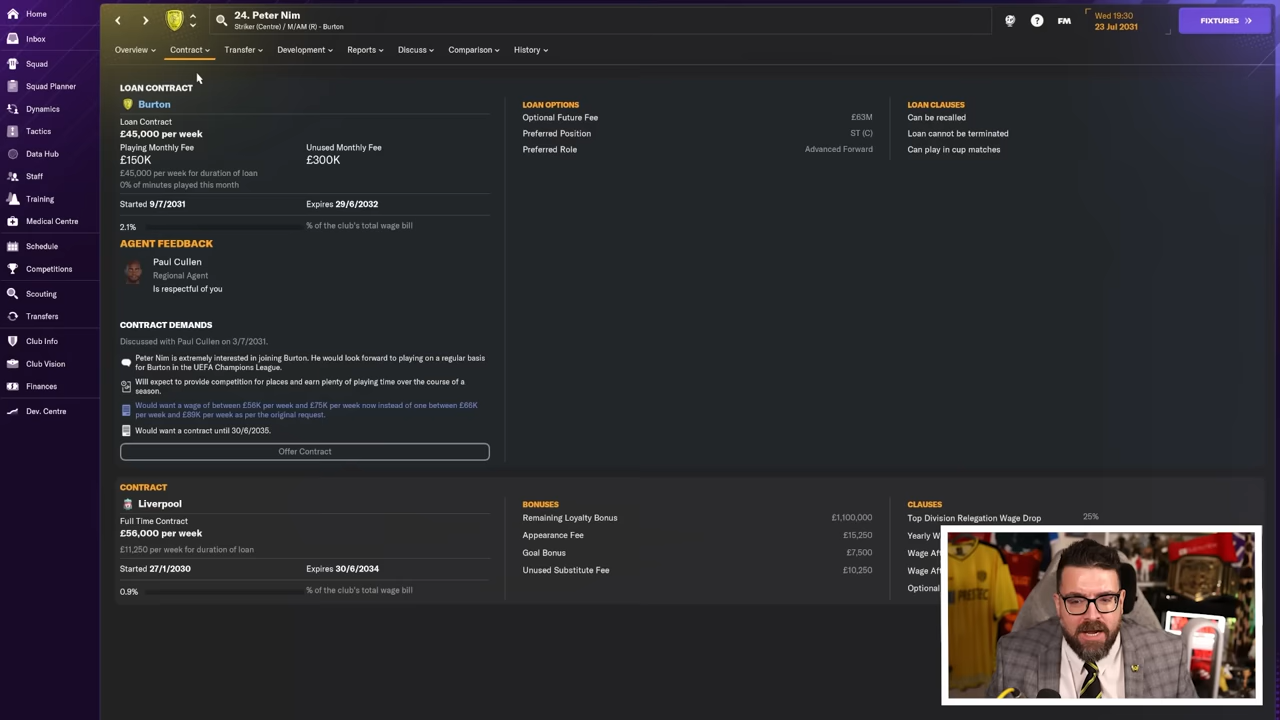 Home
Inbox
Squad
Squad Planner
Dynamics
Tactics
Data Hub
Staff
Training
Medical Centre
Schedule
Competitions
Scouting
Transfers
Club Info
Club Vision
Finances
Dev. Centre
24. Peter Nim
Striker (Centre) / M/AM (R) - Burton
FM
Wed 19:30
23 Jul 2031
FIXTURES
Overview
Contract
Transfer
Development
Reports
Discuss
Comparison
History
LOAN CONTRACT
Burton
Loan Contract
£45,000 per week
Playing Monthly Fee Unused Monthly Fee
£150K £300K
£45,000 per week for duration of loan
0% of minutes played this month
Started 9/7/2031 Expires 29/6/2032
2.1% % of the club's total wage bill
LOAN OPTIONS
Optional Future Fee £63M
Preferred Position ST (C)
Preferred Role Advanced Forward
LOAN CLAUSES
Can be recalled
Loan cannot be terminated
Can play in cup matches
AGENT FEEDBACK
Paul Cullen
Regional Agent
Is respectful of you
CONTRACT DEMANDS
Discussed with Paul Cullen on 3/7/2031.
Peter Nim is extremely interested in joining Burton. He would look forward to playing on a regular basis
for Burton in the UEFA Champions League.
Will expect to provide competition for places and earn plenty of playing time over the course of a
season.
Would want a wage of between £56K per week and £75K per week now instead of one between £66K
per week and £89K per week as per the original request.
Would want a contract until 30/6/2035.
Offer Contract
CONTRACT
Liverpool
Full Time Contract
£56,000 per week
£11,250 per week for duration of loan
Started 27/1/2030 Expires 30/6/2034
0.9% % of the club's total wage bill
BONUSES
Remaining Loyalty Bonus £1,100,000
Appearance Fee £15,250
Goal Bonus £7,500
Unused Substitute Fee £10,250
CLAUSES
Top Division Relegation Wage Drop 25%
Yearly W
Wage Af
Wage Af
Optional